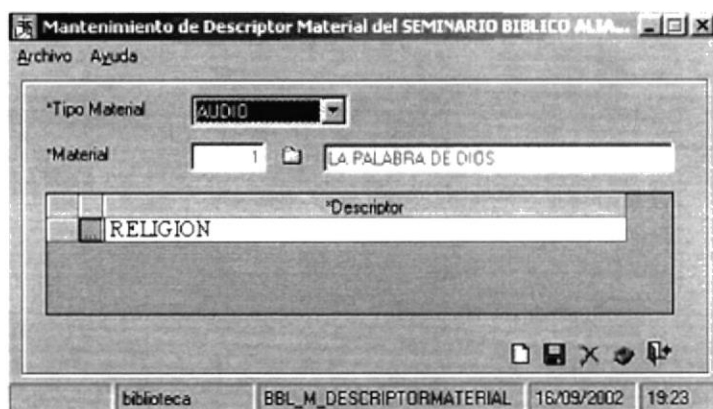 Mantenimiento de Descriptor Material del SEMINARIO BIBLICO ALIA...
Archivo Ayuda
*Tipo Material AUDIO
*Material 1 LA PALABRA DE DIOS
*Descriptor
... RELIGION
biblioteca BBL_M_DESCRIPTORMATERIAL 16/09/2002 19:23